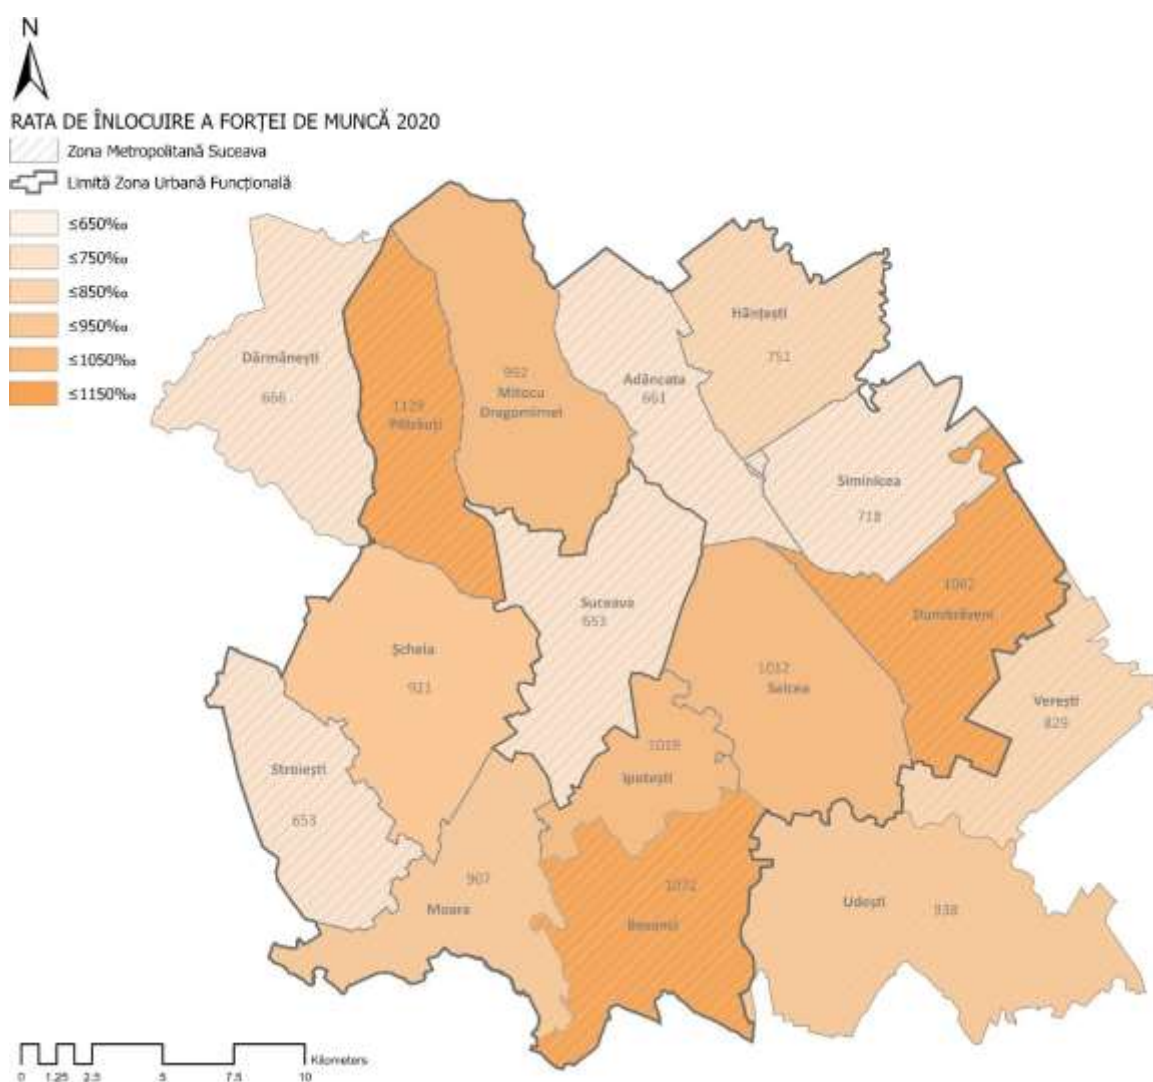 N
RATA DE ÎNLOCUIRE A FORȚEI DE MUNCĂ 2020
Zona Metropolitană Suceava
Limită Zona Urbană Funcțională
≤650‰
≤750‰
≤850‰
≤950‰
≤1050‰
≤1150‰
Hănțești
751
Dărmănești
666
992
Mitocu
Dragomirnei
Adâncata
661
1129
Pătrăuți
Siminicea
718
Dumbrăveni
Suceava
653
Șcheia
921
1012
Salcea
Verești
829
1019
Ipotești
Stroiești
653
907
Moara
1072
Bosanci
Udești
938
Kilometers
0 1.25 2.5 5 7.5 10